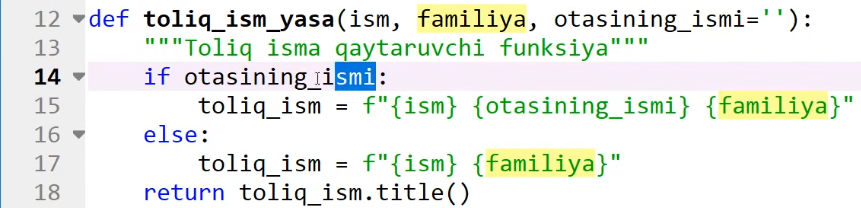 12 def toliq_ism_yasa(ism, familiya, otasining_ismi=''):
13     """Toliq isma qaytaruvchi funksiya"""
14     if otasining_ismi:
15         toliq_ism = f"{ism} {otasining_ismi} {familiya}"
16     else:
17         toliq_ism = f"{ism} {familiya}"
18     return toliq_ism.title()